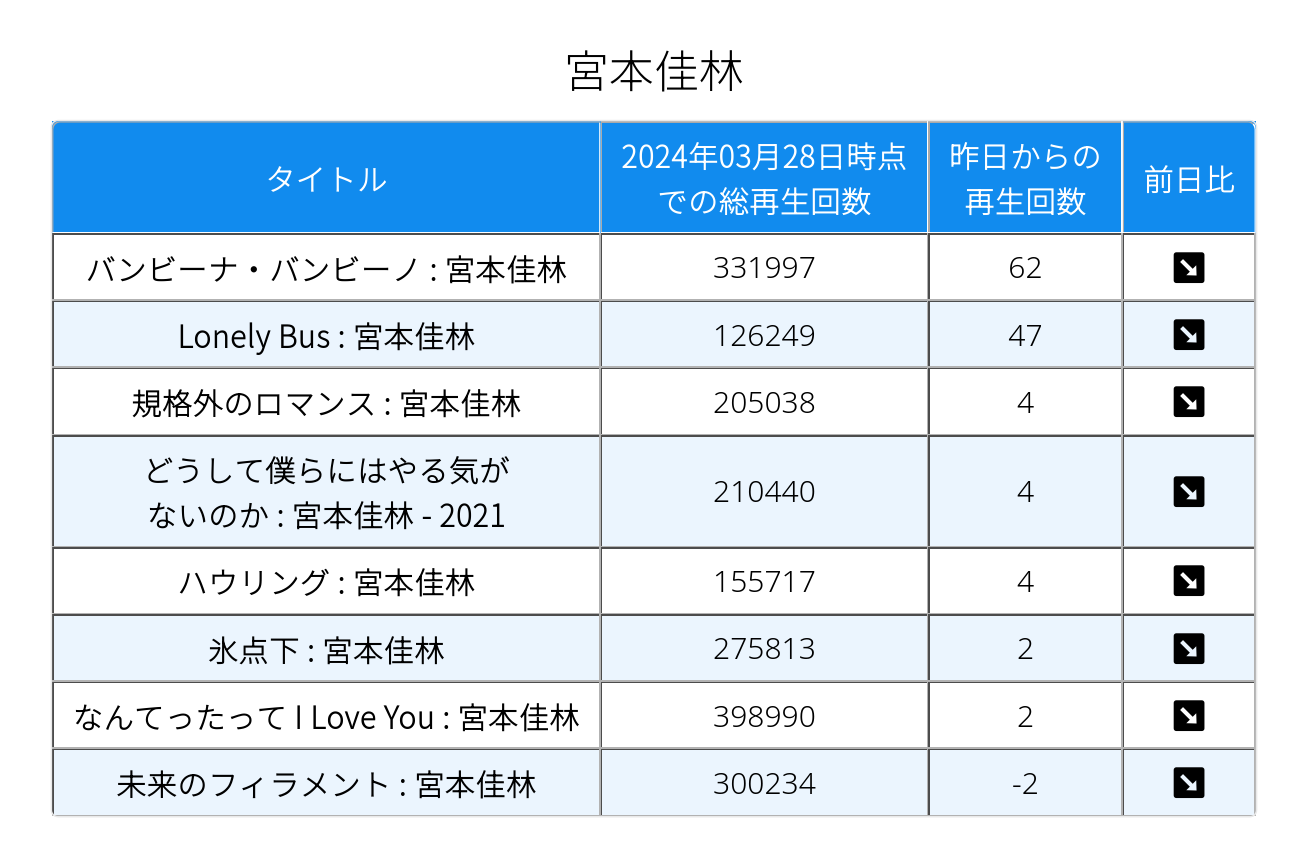 宮本佳林
タイトル
2024年03月28日時点
での総再生回数
昨日からの
再生回数
前日比
バンビーナ・バンビーノ : 宮本佳林
331997
62
Lonely Bus : 宮本佳林
126249
47
規格外のロマンス : 宮本佳林
205038
4
どうして僕らにはやる気が
ないのか : 宮本佳林 - 2021
210440
4
ハウリング : 宮本佳林
155717
4
氷点下 : 宮本佳林
275813
2
なんてったって I Love You : 宮本佳林
398990
2
未来のフィラメント : 宮本佳林
300234
-2